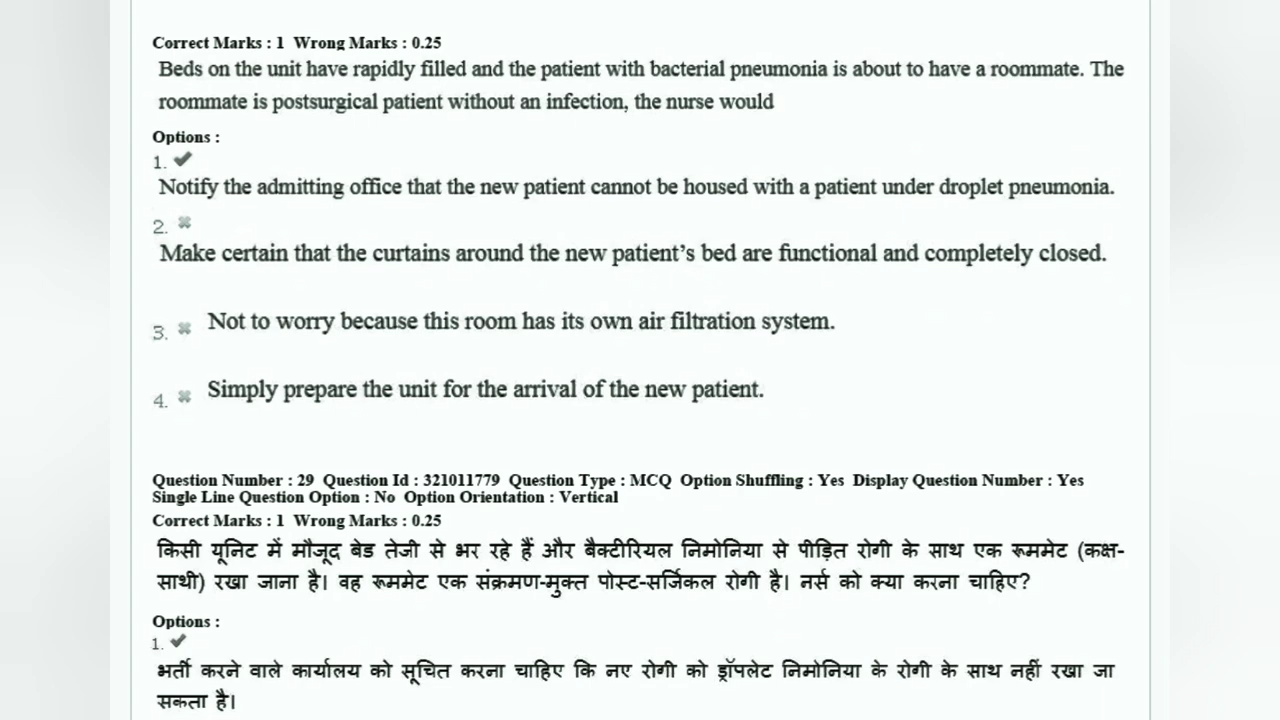 Correct Marks : 1 Wrong Marks : 0.25
Beds on the unit have rapidly filled and the patient with bacterial pneumonia is about to have a roommate. The
roommate is postsurgical patient without an infection, the nurse would
Options :
1. ✔
Notify the admitting office that the new patient cannot be housed with a patient under droplet pneumonia.
2. ✖
Make certain that the curtains around the new patient’s bed are functional and completely closed.
3. ✖ Not to worry because this room has its own air filtration system.
4. ✖ Simply prepare the unit for the arrival of the new patient.
Question Number : 29 Question Id : 321011779 Question Type : MCQ Option Shuffling : Yes Display Question Number : Yes
Single Line Question Option : No Option Orientation : Vertical
Correct Marks : 1 Wrong Marks : 0.25
किसी यूनिट में मौजूद बेड तेजी से भर रहे हैं और बैक्टीरियल निमोनिया से पीड़ित रोगी के साथ एक रूममेट (कक्ष-
साथी) रखा जाना है। वह रूममेट एक संक्रमण-मुक्त पोस्ट-सर्जिकल रोगी है। नर्स को क्या करना चाहिए?
Options :
1. ✔
भर्ती करने वाले कार्यालय को सूचित करना चाहिए कि नए रोगी को ड्रॉपलेट निमोनिया के रोगी के साथ नहीं रखा जा
सकता है।